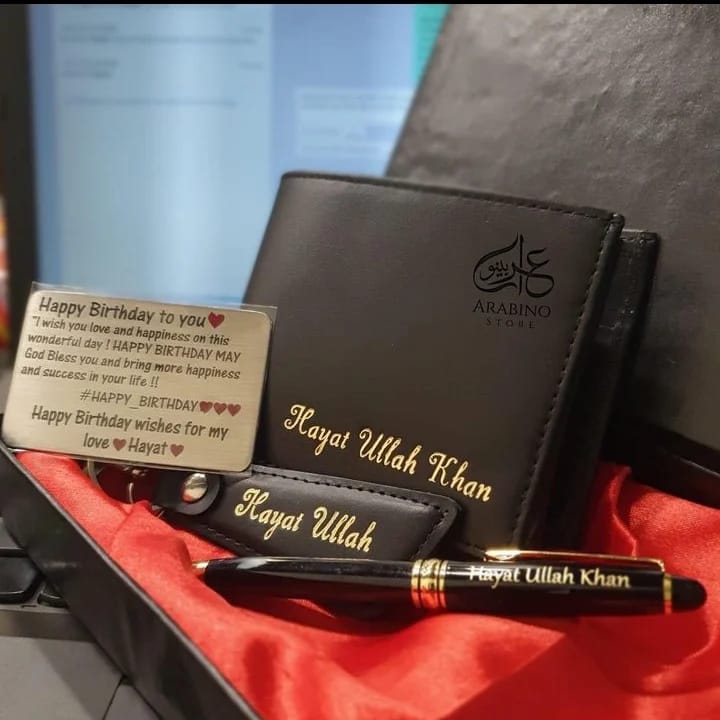 Happy Birthday to you❤
"I wish you love and happiness on this
wonderful day ! HAPPY BIRTHDAY MAY
God Bless you and bring more happiness
and success in your life !!
#HAPPY_BIRTHDAY❤❤❤
Happy Birthday wishes for my
love❤Hayat❤
عرابينو
ARABINO
STORE
Hayat Ullah Khan
Hayat Ullah
Hayat Ullah Khan